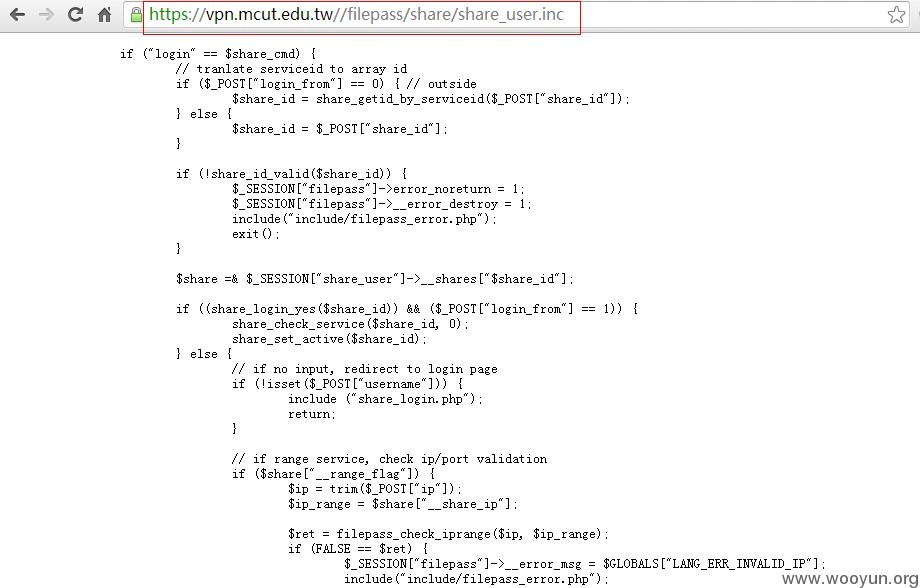 https://vpn.mcut.edu.tw//filepass/share/share_user.inc
if ("login" == $share_cmd) {
// tranlate serviceid to array id
if ($_POST["login_from"] == 0) { // outside
$share_id = share_getid_by_serviceid($_POST["share_id"]);
} else {
$share_id = $_POST["share_id"];
}
if (!share_id_valid($share_id)) {
$_SESSION["filepass"]->error_noreturn = 1;
$_SESSION["filepass"]->__error_destroy = 1;
include("include/filepass_error.php");
exit();
}
$share =& $_SESSION["share_user"]->__shares["$share_id"];
if ((share_login_yes($share_id)) && ($_POST["login_from"] == 1)) {
share_check_service($share_id, 0);
share_set_active($share_id);
} else {
// if no input, redirect to login page
if (!isset($_POST["username"])) {
include ("share_login.php");
return;
}
// if range service, check ip/port validation
if ($share["__range_flag"]) {
$ip = trim($_POST["ip"]);
$ip_range = $share["__share_ip"];
$ret = filepass_check_iprange($ip, $ip_range);
if (FALSE == $ret) {
$_SESSION["filepass"]->__error_msg = $GLOBALS["LANG_ERR_INVALID_IP"];
include("include/filepass_error.php");
www.wooyun.org